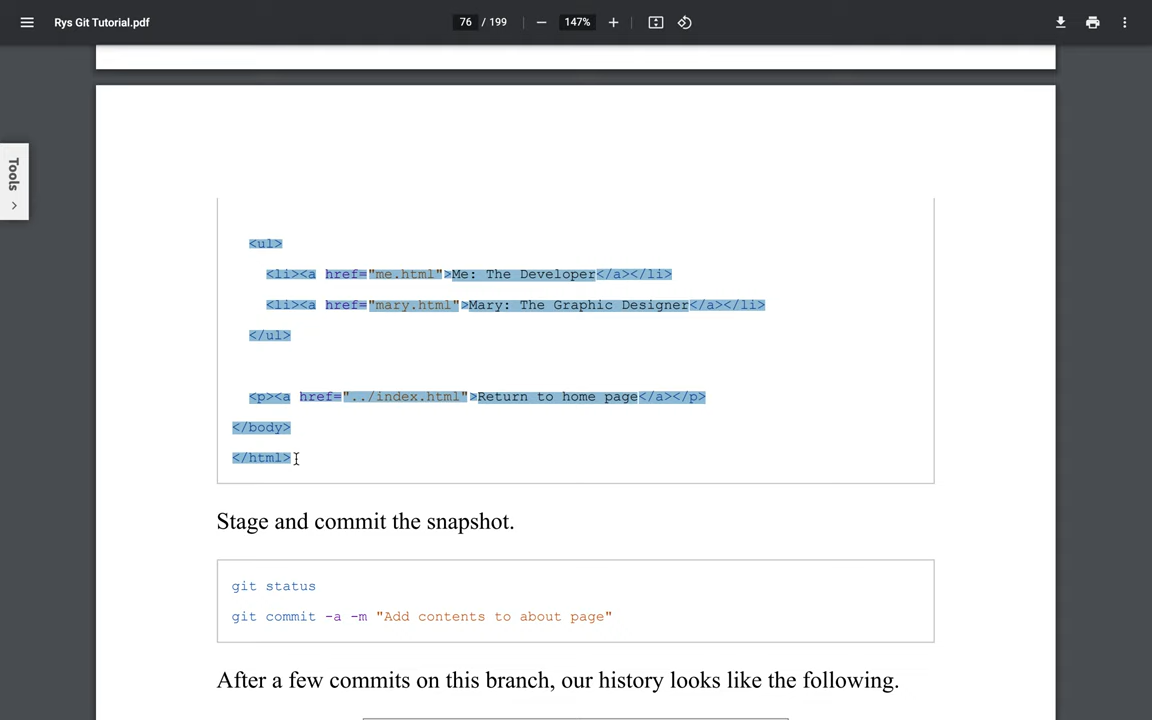 Rys Git Tutorial.pdf
76 / 199
147%
Tools
<ul>
<li><a href="me.html">Me: The Developer</a></li>
<li><a href="mary.html">Mary: The Graphic Designer</a></li>
</ul>
<p><a href="../index.html">Return to home page</a></p>
</body>
</html>
Stage and commit the snapshot.
git status
git commit -a -m "Add contents to about page"
After a few commits on this branch, our history looks like the following.